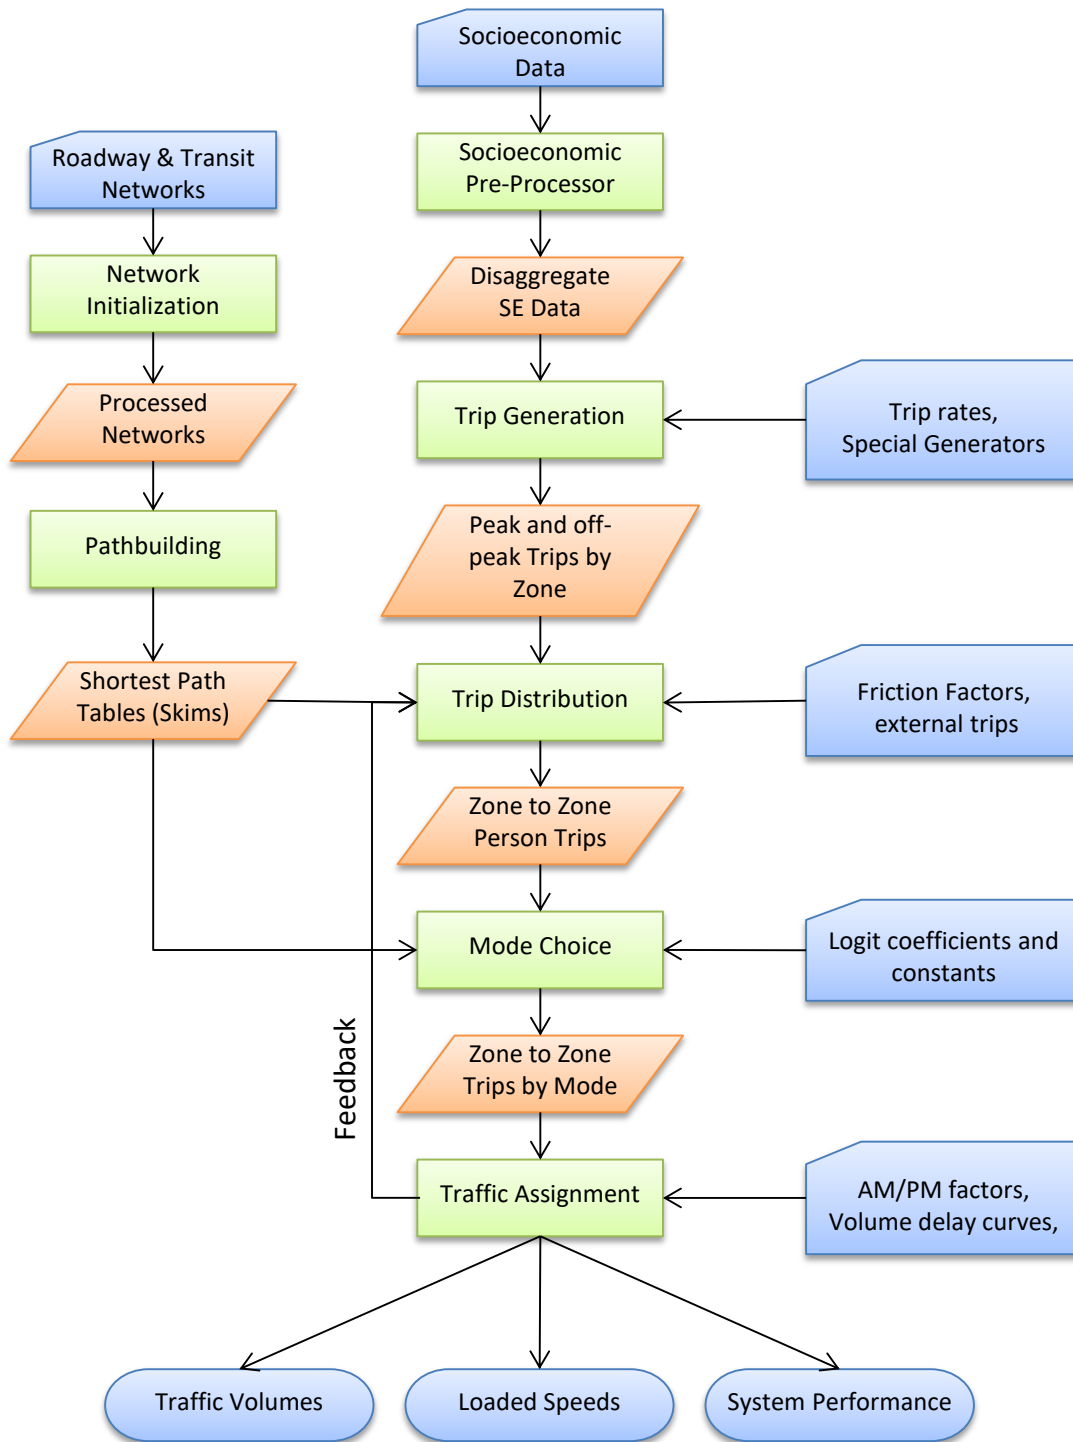 Socioeconomic
Data
Roadway & Transit
Networks
Socioeconomic
Pre-Processor
Network
Initialization
Disaggregate
SE Data
Processed
Networks
Trip Generation
Trip rates,
Special Generators
Pathbuilding
Peak and off-
peak Trips by
Zone
Shortest Path
Tables (Skims)
Trip Distribution
Friction Factors,
external trips
Zone to Zone
Person Trips
Mode Choice
Logit coefficients and
constants
Feedback
Zone to Zone
Trips by Mode
Traffic Assignment
AM/PM factors,
Volume delay curves,
Traffic Volumes
Loaded Speeds
System Performance